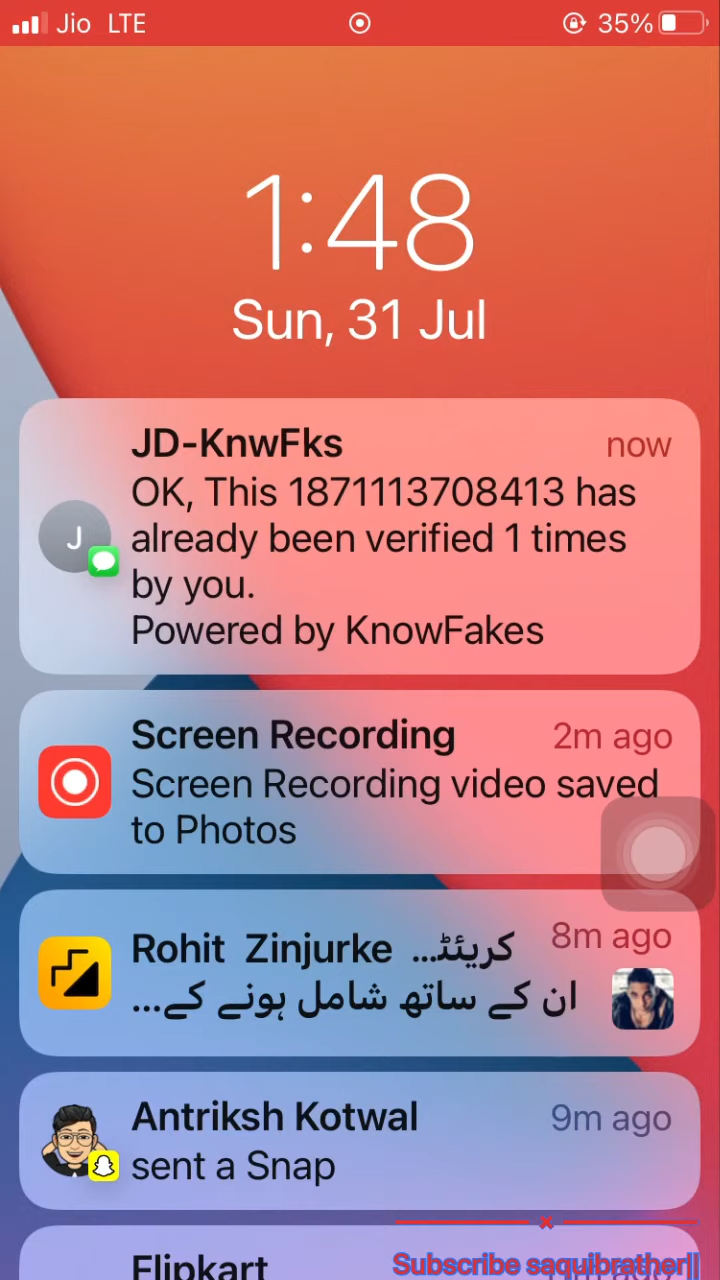 Jio LTE 35%
1:48
Sun, 31 Jul
JD-KnwFks now
J
OK, This 1871113708413 has
already been verified 1 times
by you.
Powered by KnowFakes
Screen Recording 2m ago
Screen Recording video saved
to Photos
Rohit Zinjurke کریئٹ... 8m ago
ان کے ساتھ شامل ہونے کے...
Antriksh Kotwal 9m ago
sent a Snap
Flipkart
Subscribe saquibrather||